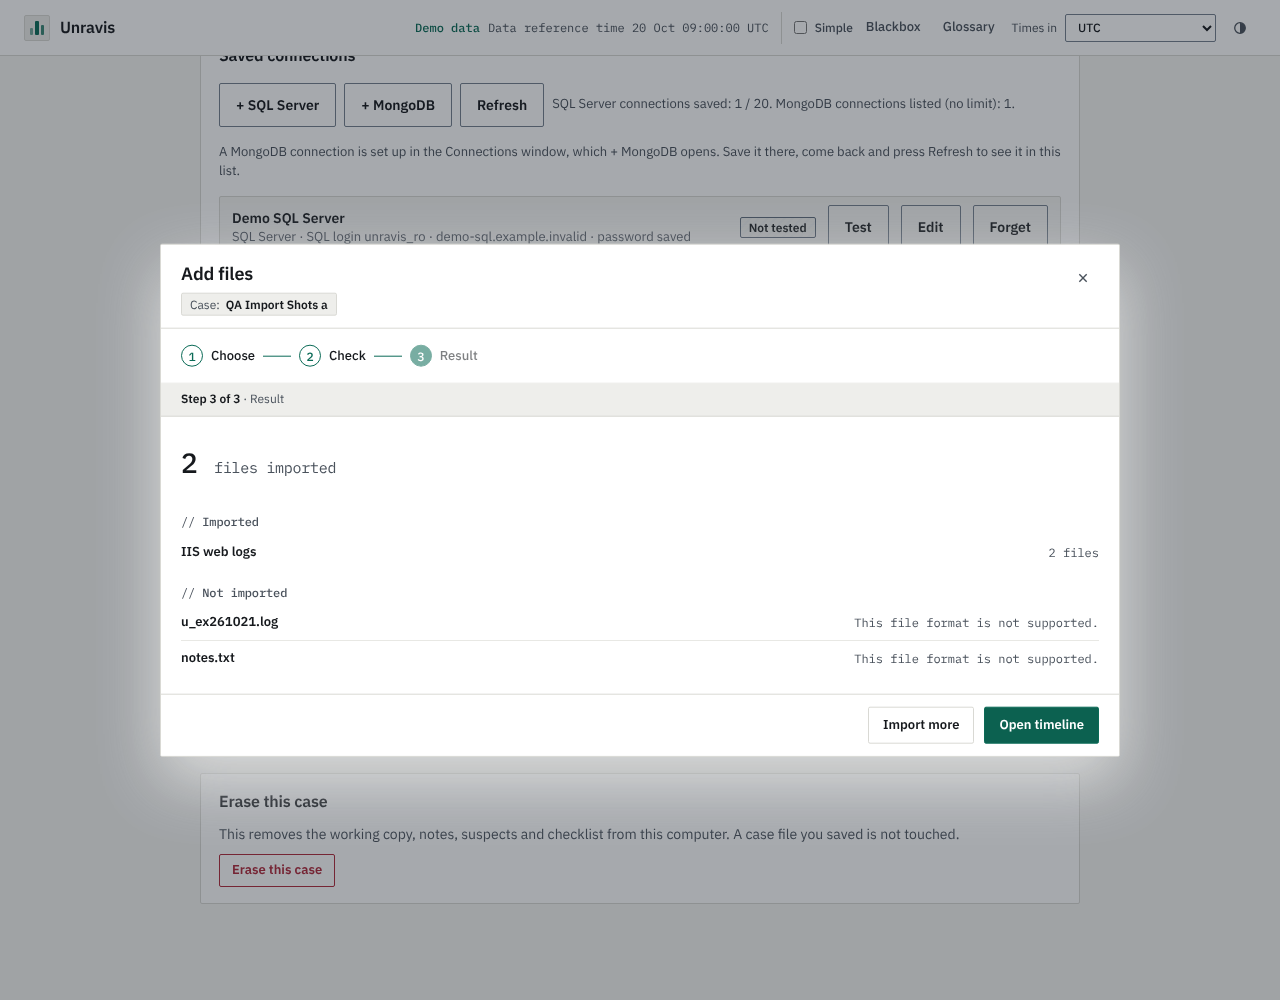 Unravis
Demo data Data reference time 20 Oct 09:00:00 UTC
Simple
Blackbox
Glossary
Times in
UTC
Saved connections
+ SQL Server
+ MongoDB
Refresh
SQL Server connections saved: 1 / 20. MongoDB connections listed (no limit): 1.
A MongoDB connection is set up in the Connections window, which + MongoDB opens. Save it there, come back and press Refresh to see it in this
list.
Demo SQL Server
SQL Server · SQL login unravis_ro · demo-sql.example.invalid · password saved
Not tested
Test
Edit
Forget
Add files
Case: QA Import Shots a
1 Choose
2 Check
3 Result
Step 3 of 3 · Result
2 files imported
// Imported
IIS web logs
2 files
// Not imported
u_ex261021.log
This file format is not supported.
notes.txt
This file format is not supported.
Import more
Open timeline
Erase this case
This removes the working copy, notes, suspects and checklist from this computer. A case file you saved is not touched.
Erase this case